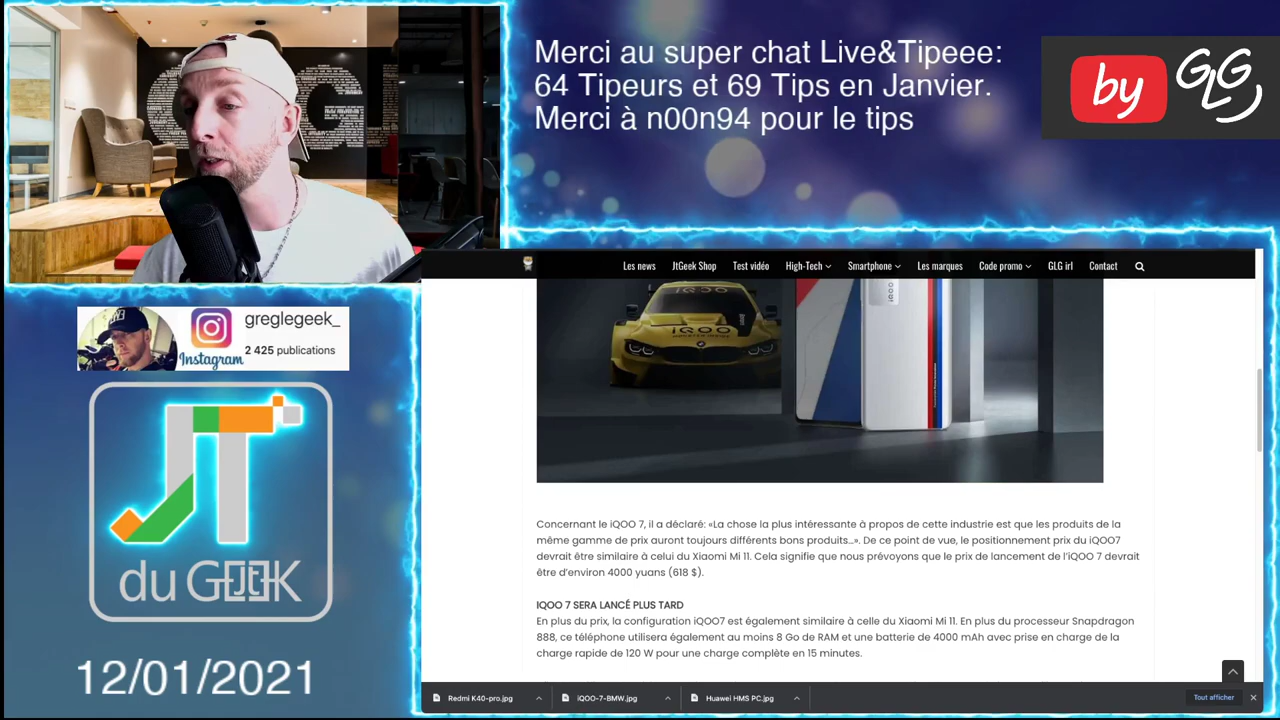 Merci au super chat Live&Tipeee:
64 Tipeurs et 69 Tips en Janvier.
Merci à n00n94 pour le tips
by GLG
greglegeek_
2 425 publications
Instagram
JT
du GEEK
12/01/2021
Les news JtGeek Shop Test vidéo High-Tech Smartphone Les marques Code promo GLG irl Contact
iQOO
iQOO
Concernant le iQOO 7, il a déclaré: «La chose la plus intéressante à propos de cette industrie est que les produits de la
même gamme de prix auront toujours différents bons produits…». De ce point de vue, le positionnement prix du iQOO7
devrait être similaire à celui du Xiaomi Mi 11. Cela signifie que nous prévoyons que le prix de lancement de l'iQOO 7 devrait
être d'environ 4000 yuans (618 $).
IQOO 7 SERA LANCÉ PLUS TARD
En plus du prix, la configuration iQOO7 est également similaire à celle du Xiaomi Mi 11. En plus du processeur Snapdragon
888, ce téléphone utilisera également au moins 8 Go de RAM et une batterie de 4000 mAh avec prise en charge de la
charge rapide de 120 W pour une charge complète en 15 minutes.
Redmi K40-pro.jpg iQOO-7-BMW.jpg Huawei HMS PC.jpg Tout afficher